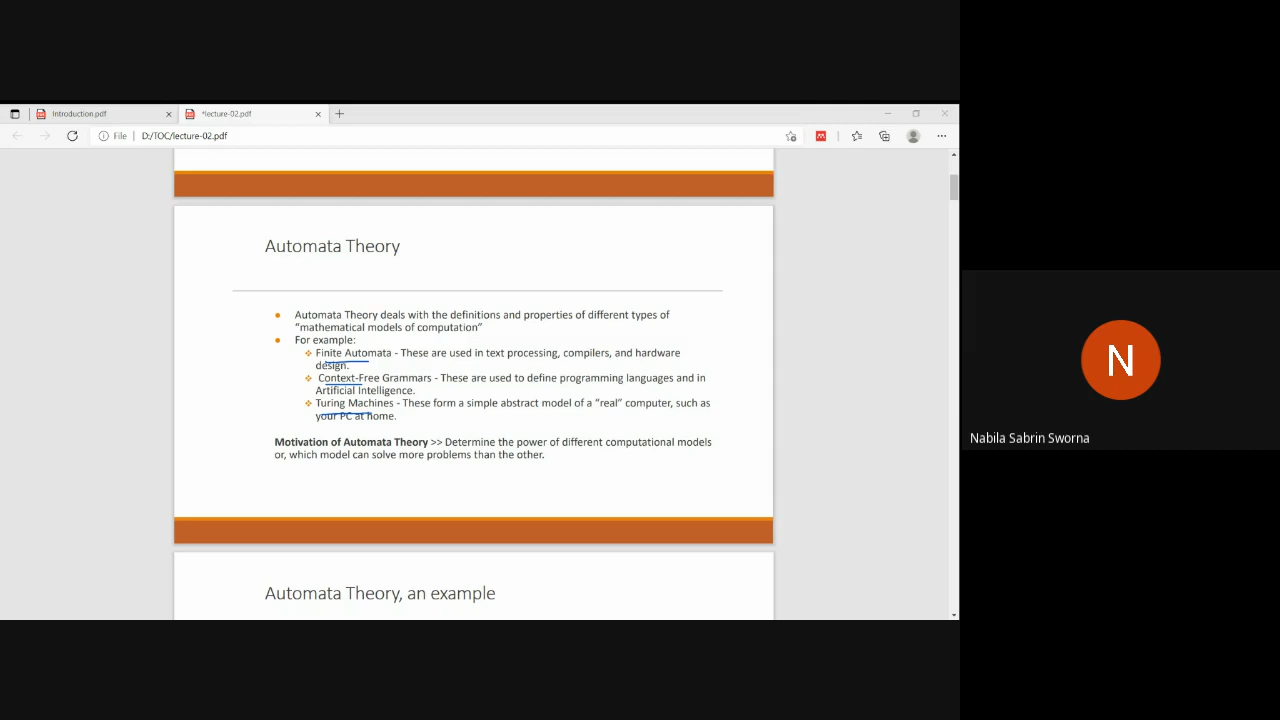 Introduction.pdf
*lecture-02.pdf
File
D:/TOC/lecture-02.pdf
Automata Theory
Automata Theory deals with the definitions and properties of different types of
“mathematical models of computation”
For example:
Finite Automata - These are used in text processing, compilers, and hardware
design.
Context-Free Grammars - These are used to define programming languages and in
Artificial Intelligence.
Turing Machines - These form a simple abstract model of a “real” computer, such as
your PC at home.
Motivation of Automata Theory >> Determine the power of different computational models
or, which model can solve more problems than the other.
Automata Theory, an example
N
Nabila Sabrin Sworna